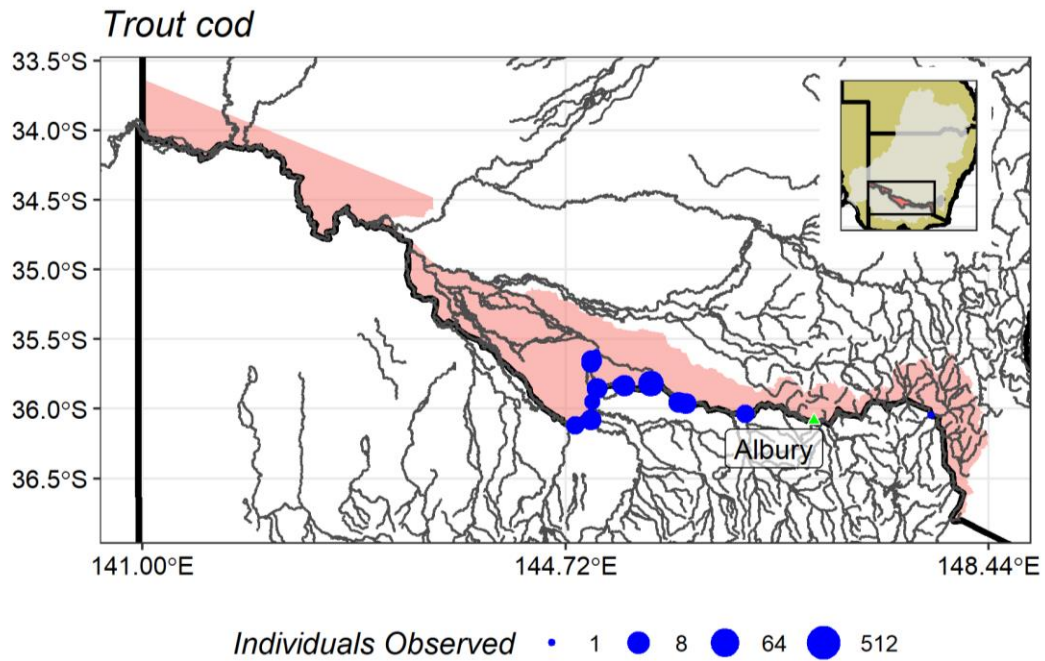 Trout cod
33.5°S
34.0°S
34.5°S
35.0°S
35.5°S
36.0°S
36.5°S
Albury
141.00°E 144.72°E 148.44°E
Individuals Observed 1 8 64 512